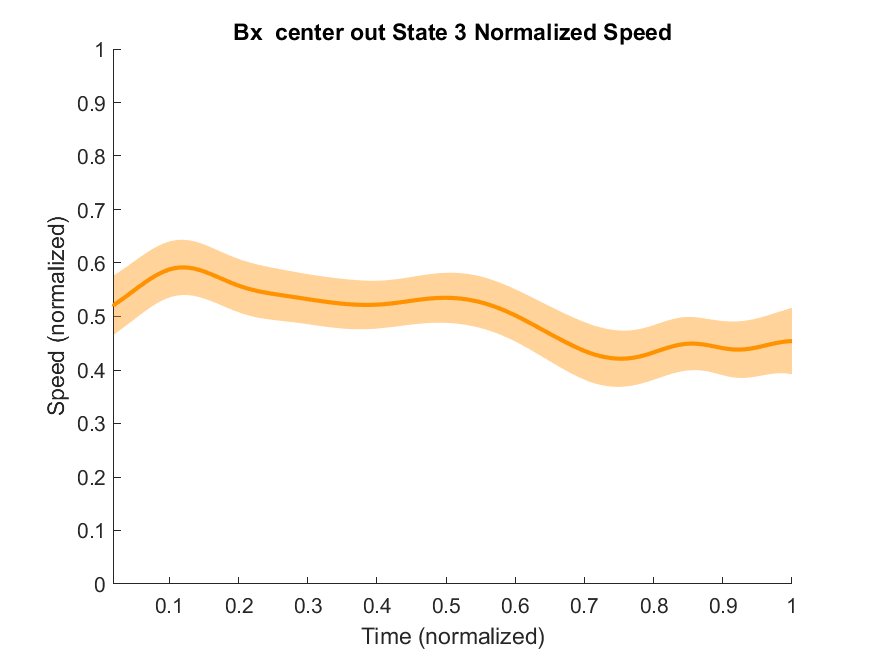 Bx  center out State 3 Normalized Speed
1
0.9
0.8
0.7
0.6
0.5
0.4
0.3
0.2
0.1
0
Speed (normalized)
0.1 0.2 0.3 0.4 0.5 0.6 0.7 0.8 0.9 1
Time (normalized)